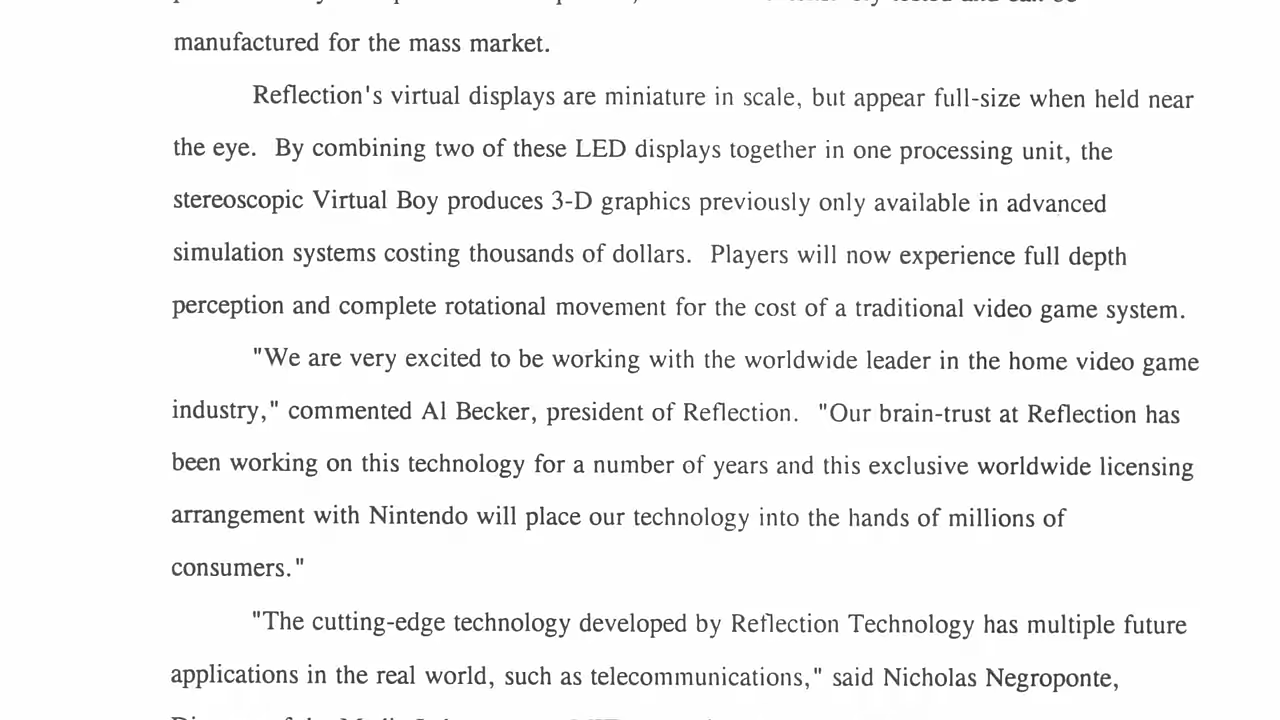 manufactured for the mass market.
Reflection's virtual displays are miniature in scale, but appear full-size when held near
the eye.  By combining two of these LED displays together in one processing unit, the
stereoscopic Virtual Boy produces 3-D graphics previously only available in advanced
simulation systems costing thousands of dollars.  Players will now experience full depth
perception and complete rotational movement for the cost of a traditional video game system.
"We are very excited to be working with the worldwide leader in the home video game
industry," commented Al Becker, president of Reflection.  "Our brain-trust at Reflection has
been working on this technology for a number of years and this exclusive worldwide licensing
arrangement with Nintendo will place our technology into the hands of millions of
consumers."
"The cutting-edge technology developed by Reflection Technology has multiple future
applications in the real world, such as telecommunications," said Nicholas Negroponte,